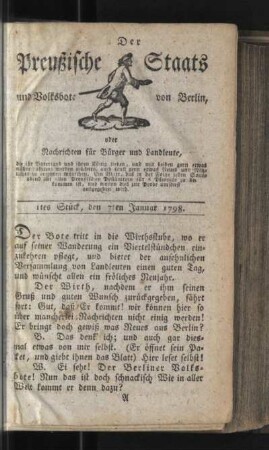 Der
Preußische Staats
und Volksbote von Berlin,
oder
Nachrichten für Bürger und Landleute,
1tes Stück, den 7ten Januar 1798.
Der Bote tritt in die Wirthsstube, wo er
auf seiner Wanderung ein Viertelstündchen ein-
zukehren pflegt, und bietet der ansehnlichen
Versammlung von Landleuten einen guten Tag,
und wünscht allen ein fröhliches Neujahr.
Der Wirth, nachdem er ihm seinen
Gruß und guten Wunsch zurückgegeben, führt
fort: Gut, daß Er kommt! wir können hier so
über mancherlei Nachrichten nicht einig werden!
Er bringt doch gewiß was Neues aus Berlin?
B. Das denk ich; und auch gar dies-
mal etwas von mir selbst. (Er öffnet sein Pa-
ket, und giebt ihnen das Blatt) Hier leset selbst!
W. Ei seht! Der Berliner Volks-
bote! Nun das ist doch schnackisch Wie in aller
Welt kommt er denn dazu?
A